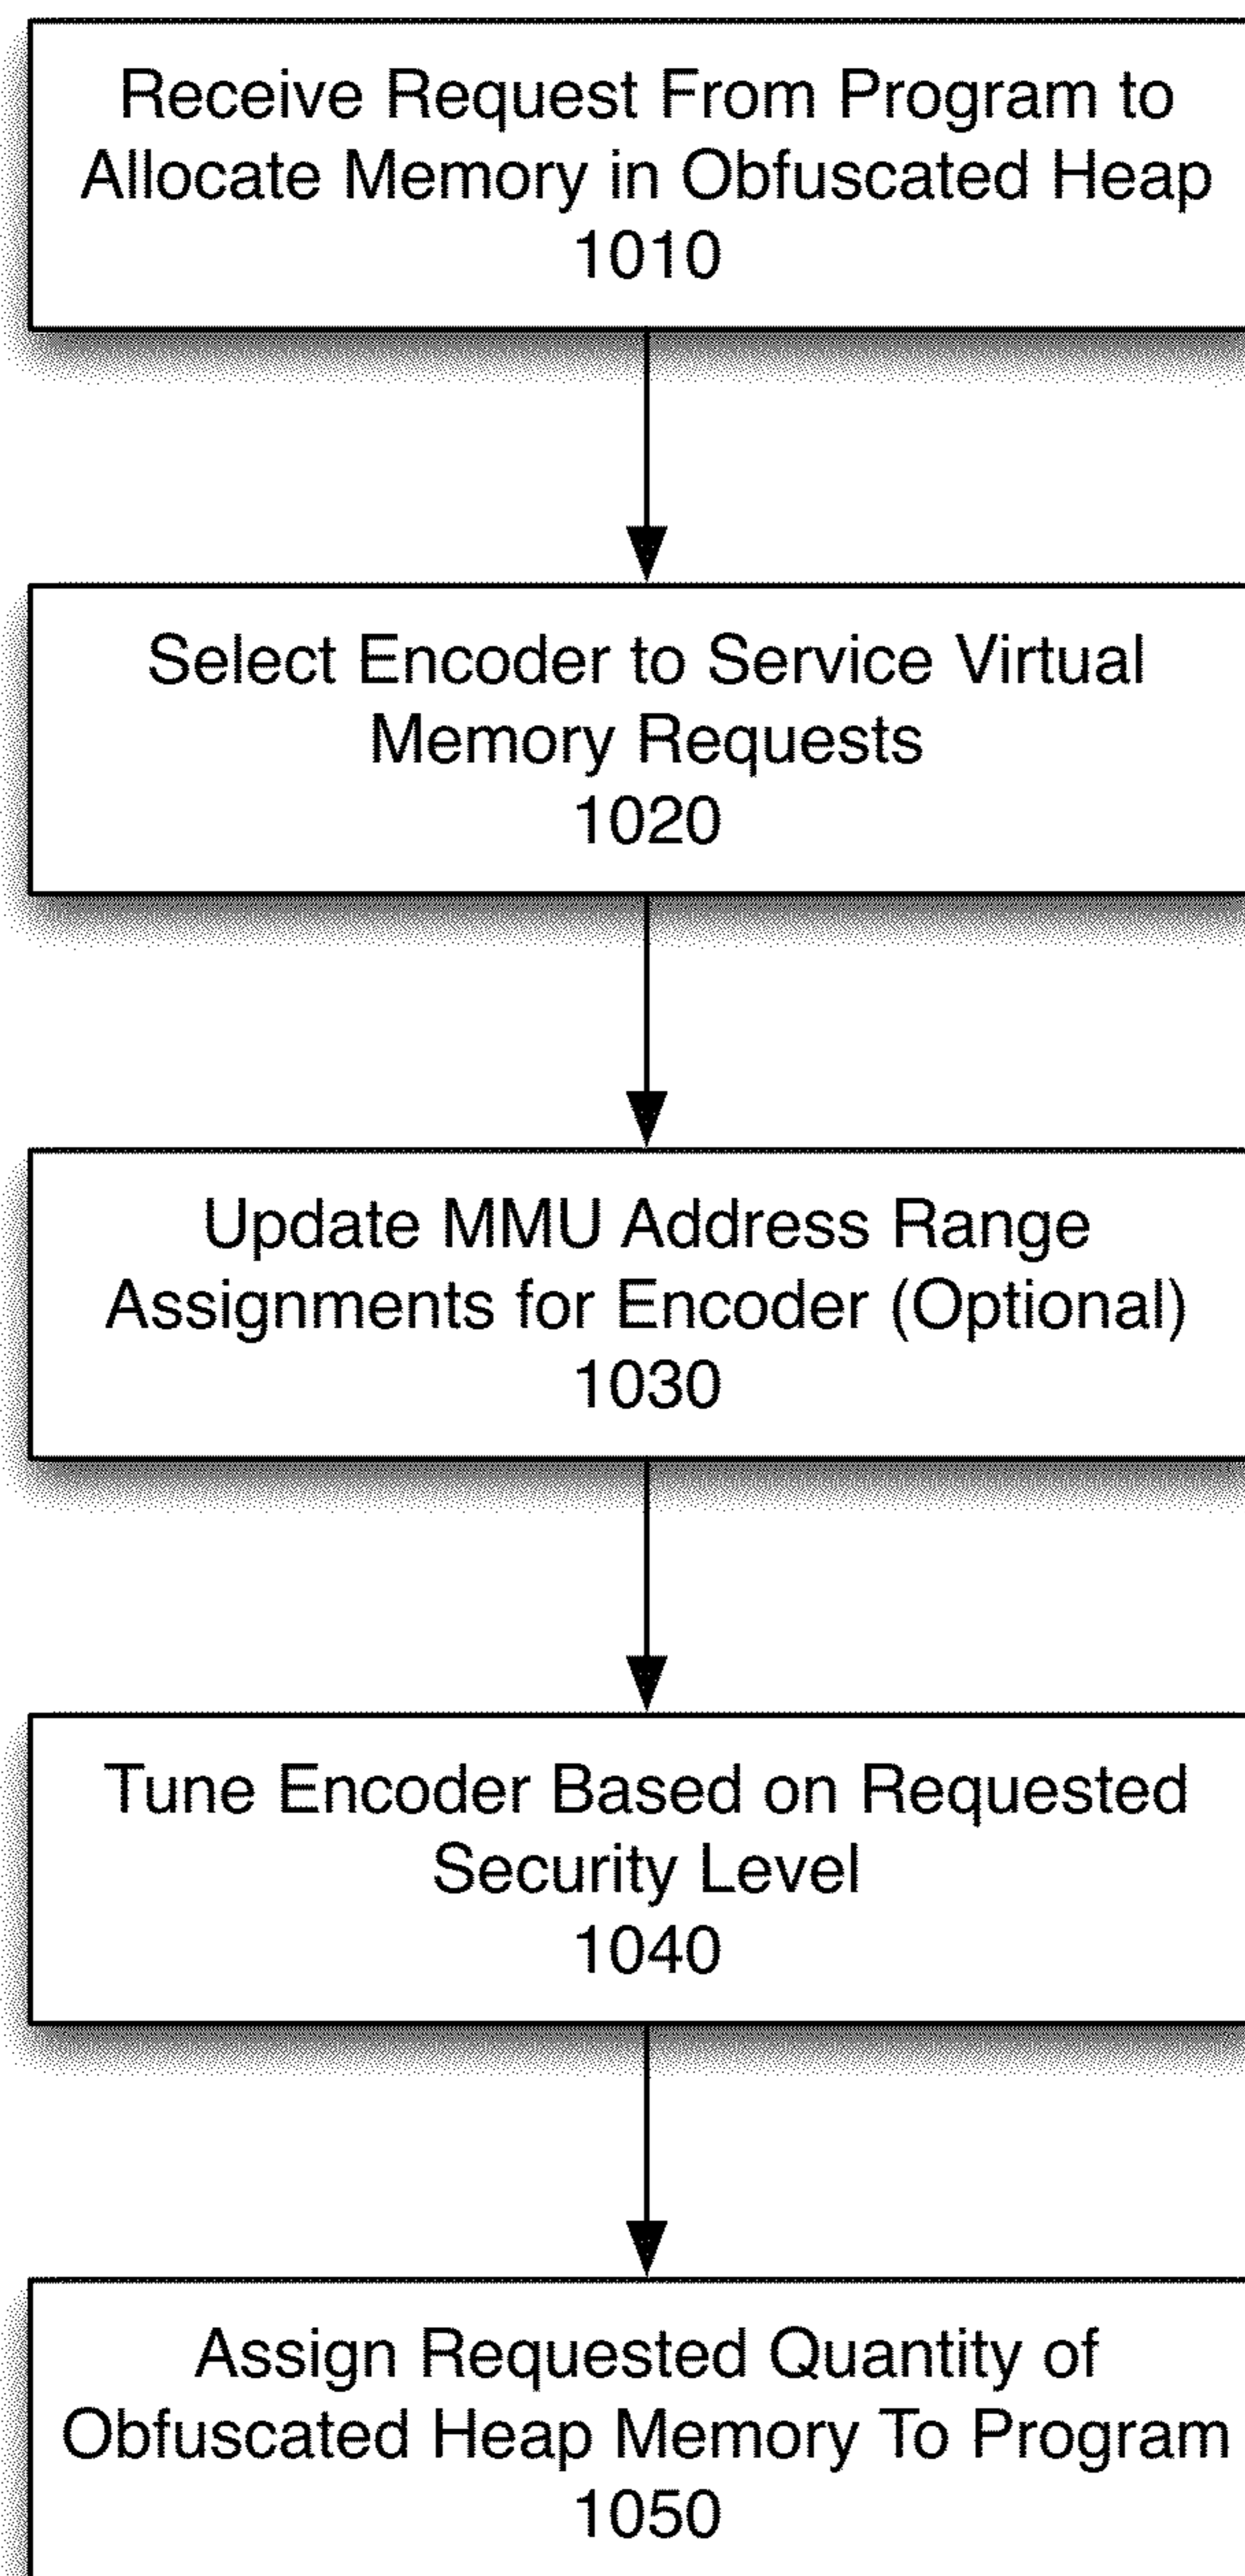 Receive Request From Program to
Allocate Memory in Obfuscated Heap
1010
Select Encoder to Service Virtual
Memory Requests
1020
Update MMU Address Range
Assignments for Encoder (Optional)
1030
Tune Encoder Based on Requested
Security Level
1040
Assign Requested Quantity of
Obfuscated Heap Memory To Program
1050